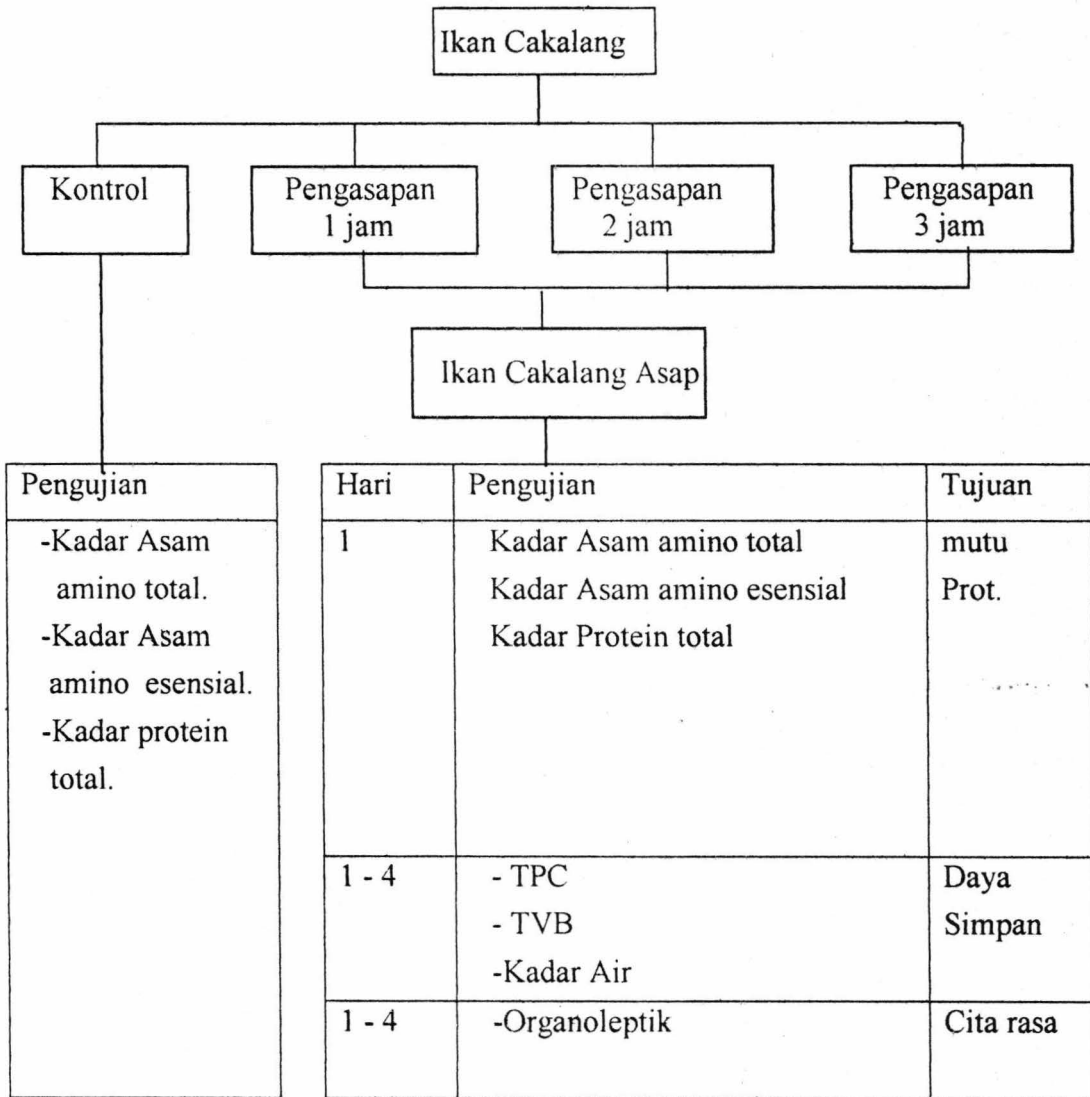 Ikan Cakalang
Kontrol
Pengasapan
1 jam
Pengasapan
2 jam
Pengasapan
3 jam
Ikan Cakalang Asap
Pengujian
-Kadar Asam
amino total.
-Kadar Asam
amino esensial.
-Kadar protein
total.
Hari Pengujian Tujuan
1 Kadar Asam amino total mutu
Kadar Asam amino esensial Prot.
Kadar Protein total
1 - 4 - TPC Daya
- TVB Simpan
-Kadar Air
1 - 4 -Organoleptik Cita rasa